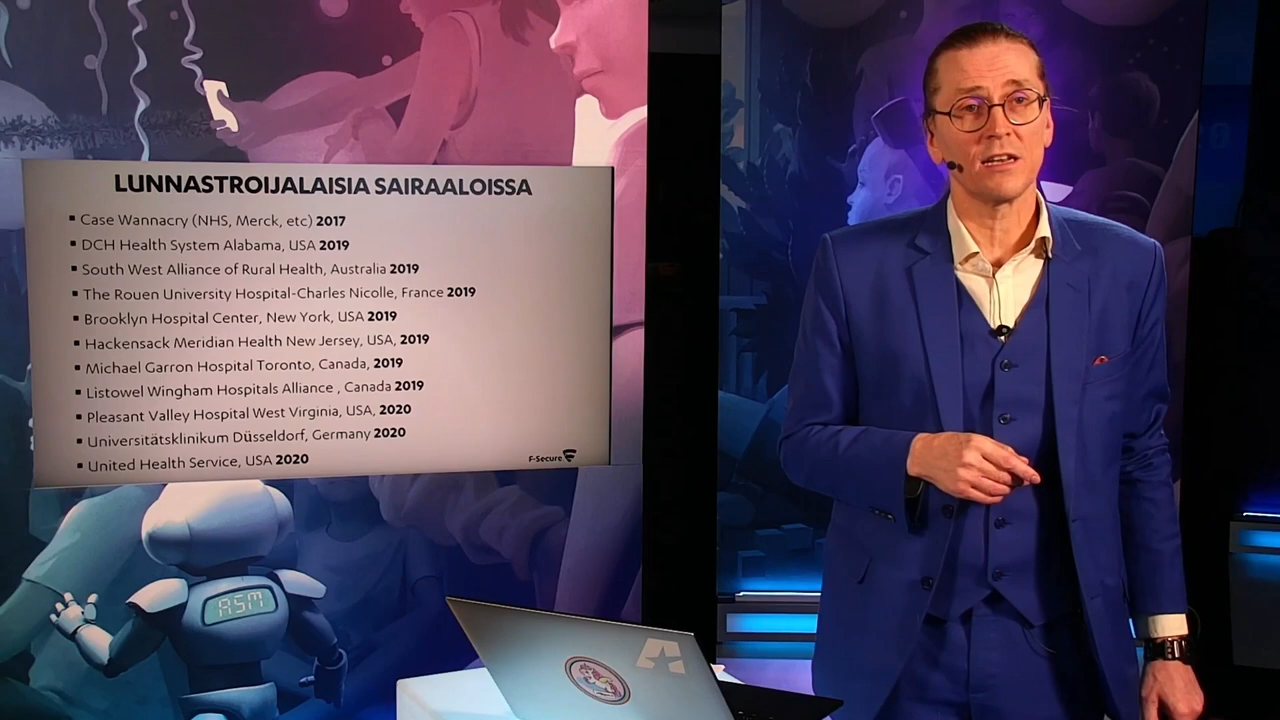 LUNNASTROIJALAISIA SAIRAALOISSA
▪ Case Wannacry (NHS, Merck, etc) 2017
▪ DCH Health System Alabama, USA 2019
▪ South West Alliance of Rural Health, Australia 2019
▪ The Rouen University Hospital-Charles Nicolle, France 2019
▪ Brooklyn Hospital Center, New York, USA 2019
▪ Hackensack Meridian Health New Jersey, USA, 2019
▪ Michael Garron Hospital Toronto, Canada, 2019
▪ Listowel Wingham Hospitals Alliance , Canada 2019
▪ Pleasant Valley Hospital West Virginia, USA, 2020
▪ Universitätsklinikum Düsseldorf, Germany 2020
▪ United Health Service, USA 2020
F-Secure
ASM